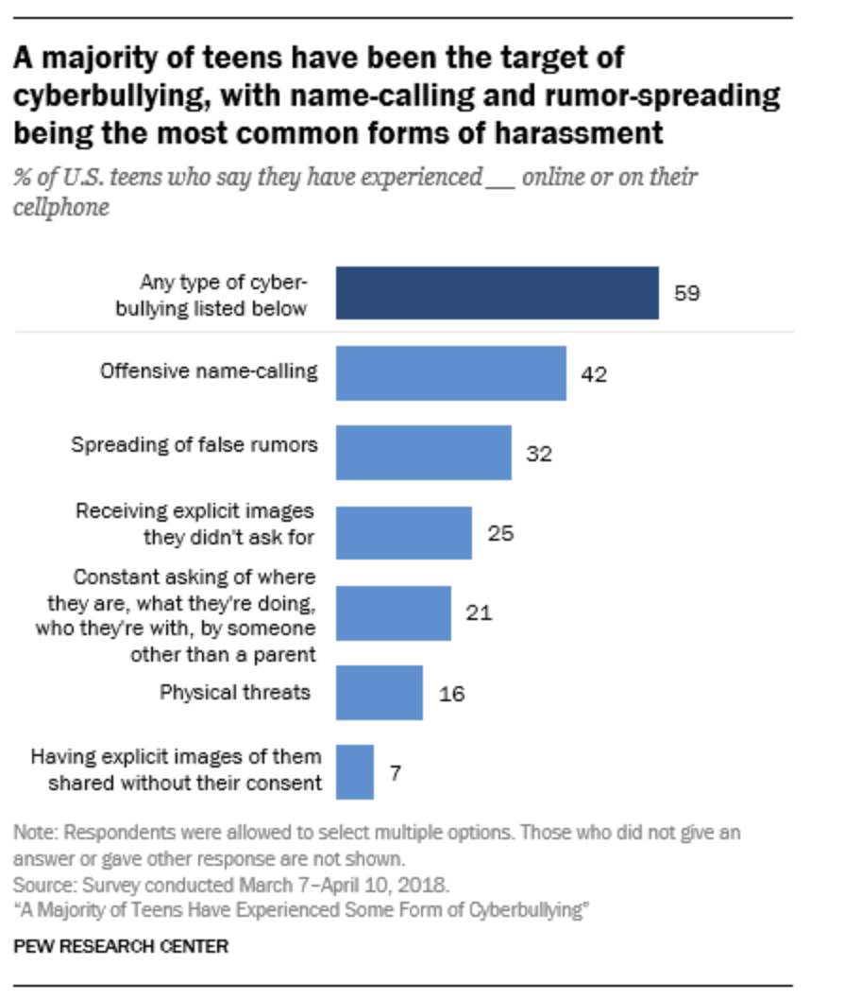 A majority of teens have been the target of
cyberbullying, with name-calling and rumor-spreading
being the most common forms of harassment
% of U.S. teens who say they have experienced __ online or on their
cellphone
Any type of cyber-
bullying listed below
59
Offensive name-calling
42
Spreading of false rumors
32
Receiving explicit images
they didn't ask for
25
Constant asking of where
they are, what they're doing,
who they're with, by someone
other than a parent
21
Physical threats
16
Having explicit images of them
shared without their consent
7
Note: Respondents were allowed to select multiple options. Those who did not give an
answer or gave other response are not shown.
Source: Survey conducted March 7–April 10, 2018.
“A Majority of Teens Have Experienced Some Form of Cyberbullying”
PEW RESEARCH CENTER